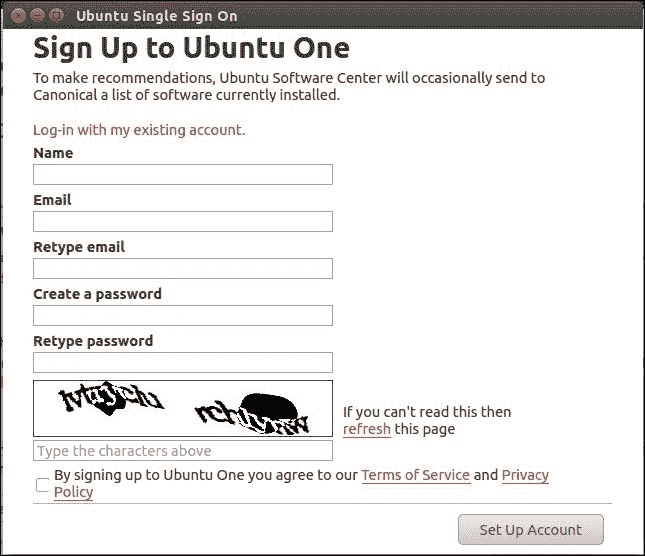 Ubuntu Single Sign On
Sign Up to Ubuntu One
To make recommendations, Ubuntu Software Center will occasionally send to
Canonical a list of software currently installed.
Log-in with my existing account.
Name
Email
Retype email
Create a password
Retype password
If you can't read this then
refresh this page
Type the characters above
By signing up to Ubuntu One you agree to our Terms of Service and Privacy
Policy
Set Up Account